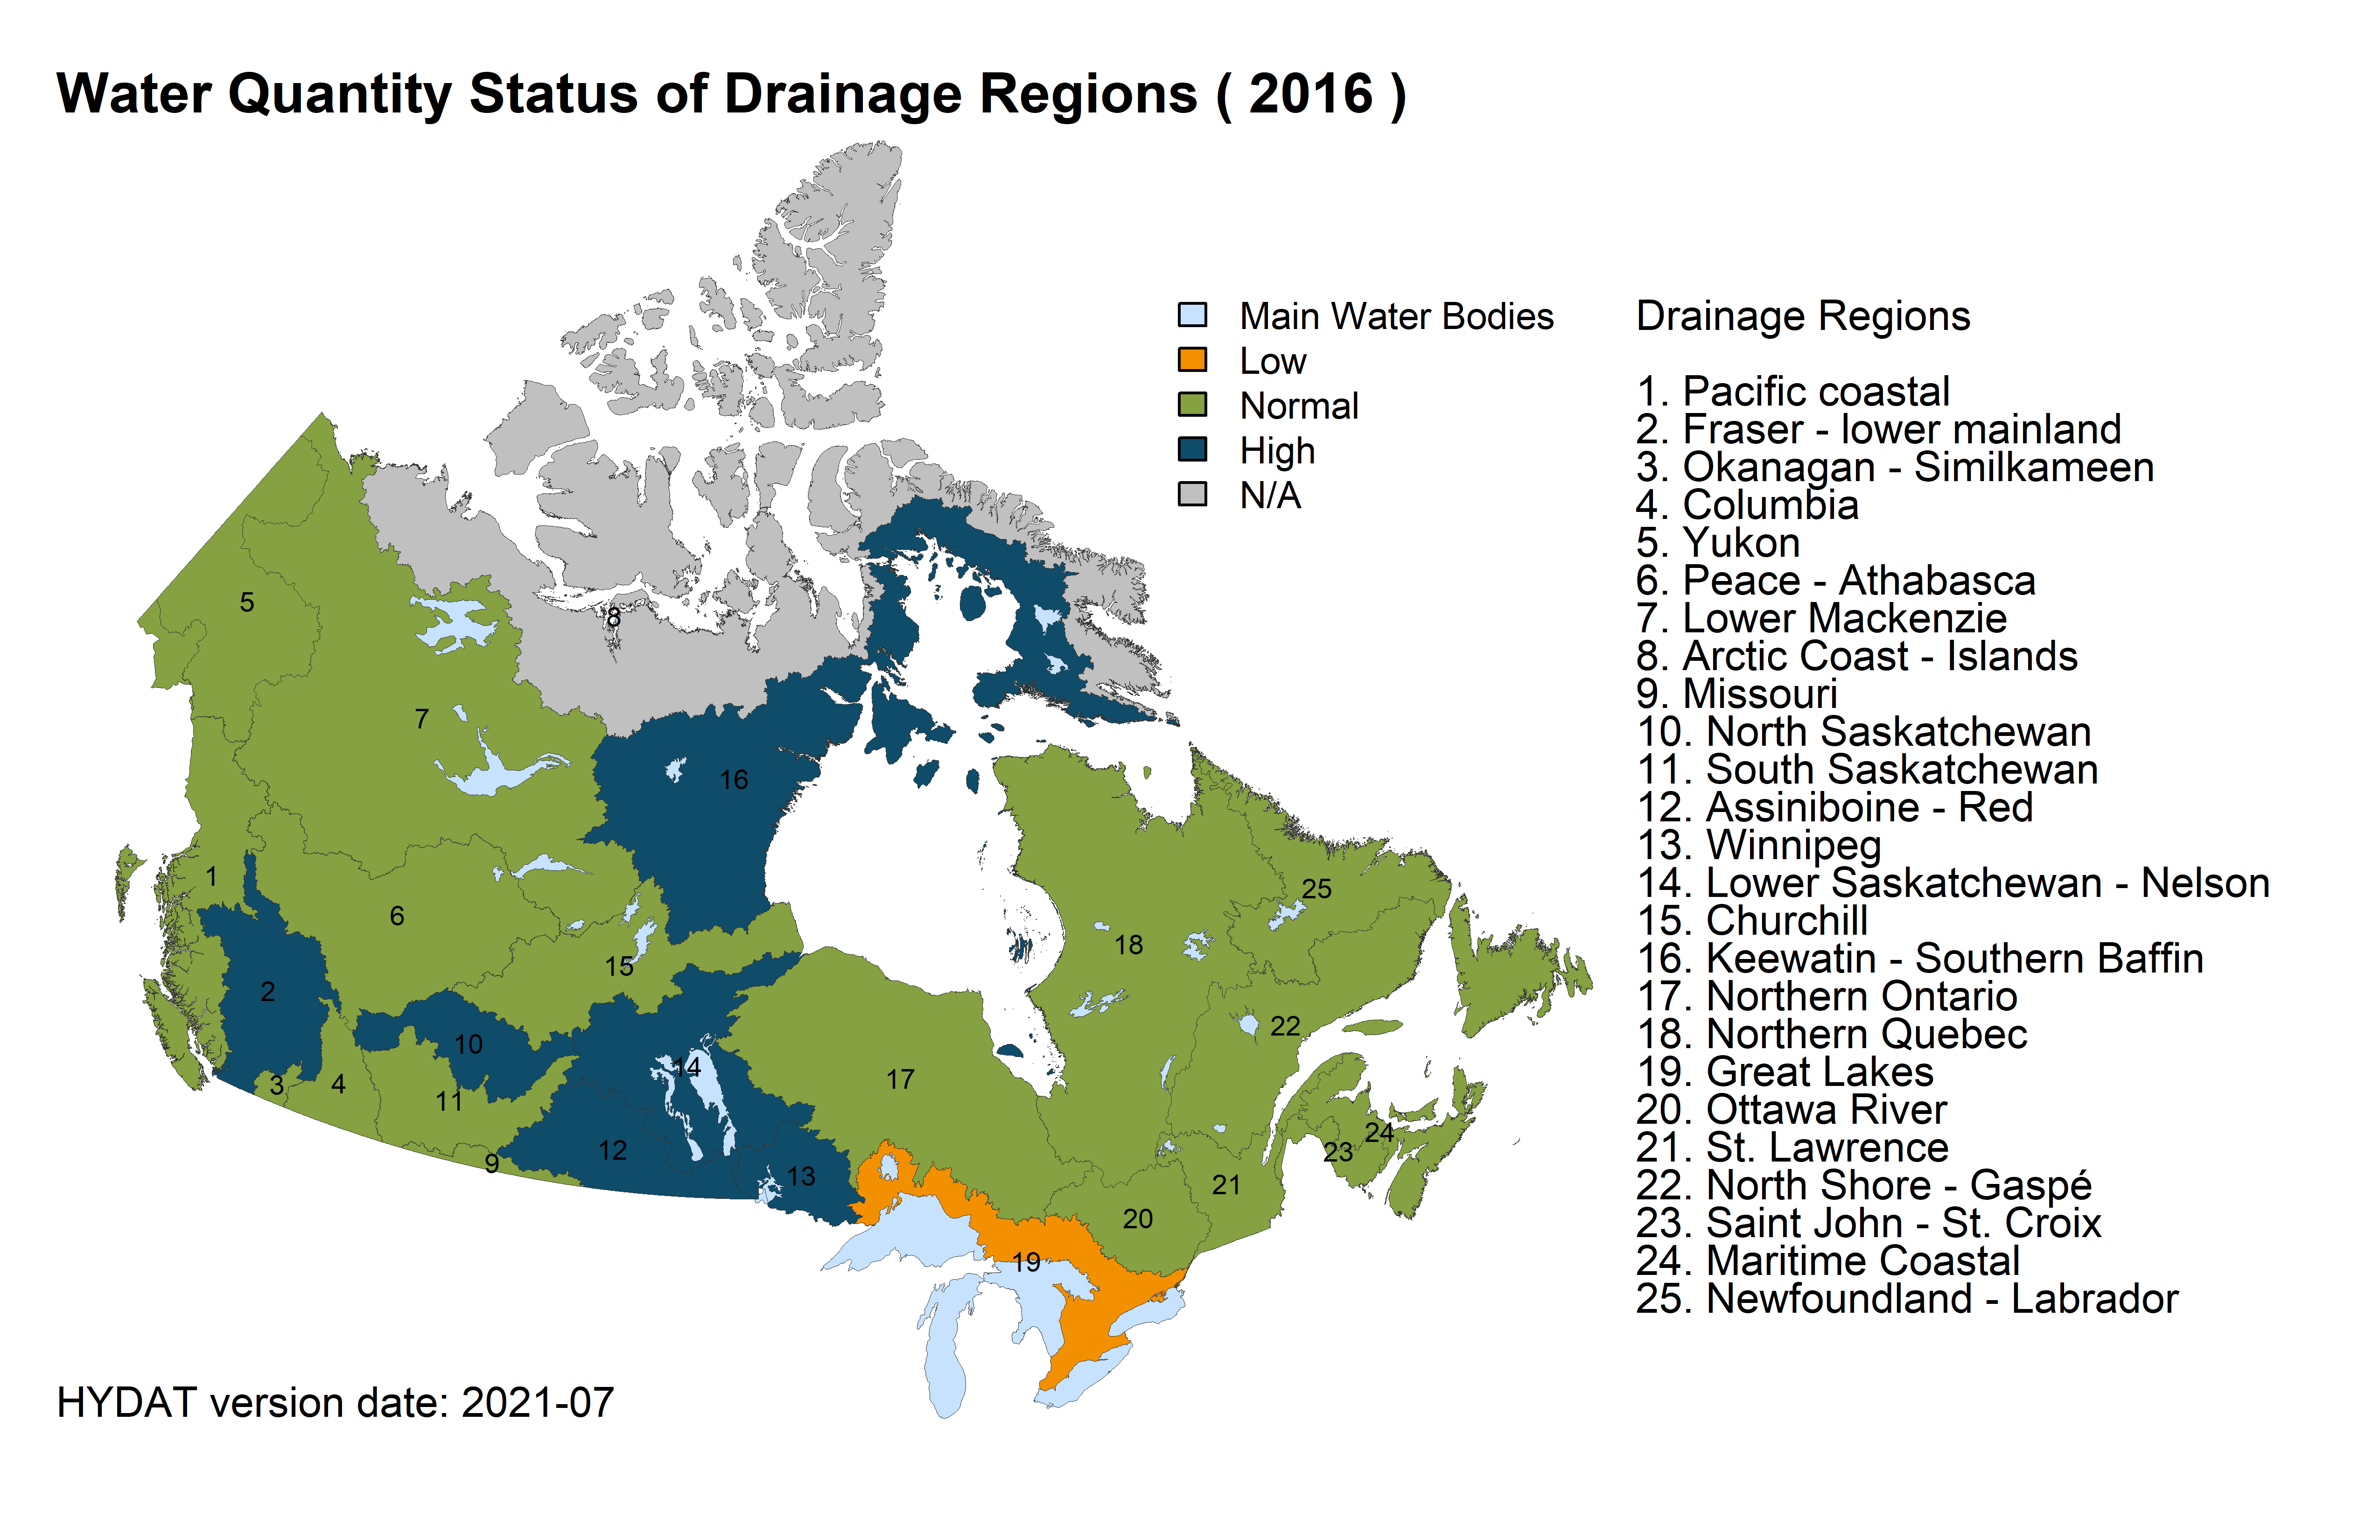 Water Quantity Status of Drainage Regions ( 2016 )
Main Water Bodies
Low
Normal
High
N/A
Drainage Regions
1. Pacific coastal
2. Fraser - lower mainland
3. Okanagan - Similkameen
4. Columbia
5. Yukon
6. Peace - Athabasca
7. Lower Mackenzie
8. Arctic Coast - Islands
9. Missouri
10. North Saskatchewan
11. South Saskatchewan
12. Assiniboine - Red
13. Winnipeg
14. Lower Saskatchewan - Nelson
15. Churchill
16. Keewatin - Southern Baffin
17. Northern Ontario
18. Northern Quebec
19. Great Lakes
20. Ottawa River
21. St. Lawrence
22. North Shore - Gaspé
23. Saint John - St. Croix
24. Maritime Coastal
25. Newfoundland - Labrador
5
8
7
16
1
6
25
18
15
2
10
22
14
3
4
11
17
12
9
13
24
23
21
20
19
HYDAT version date: 2021-07